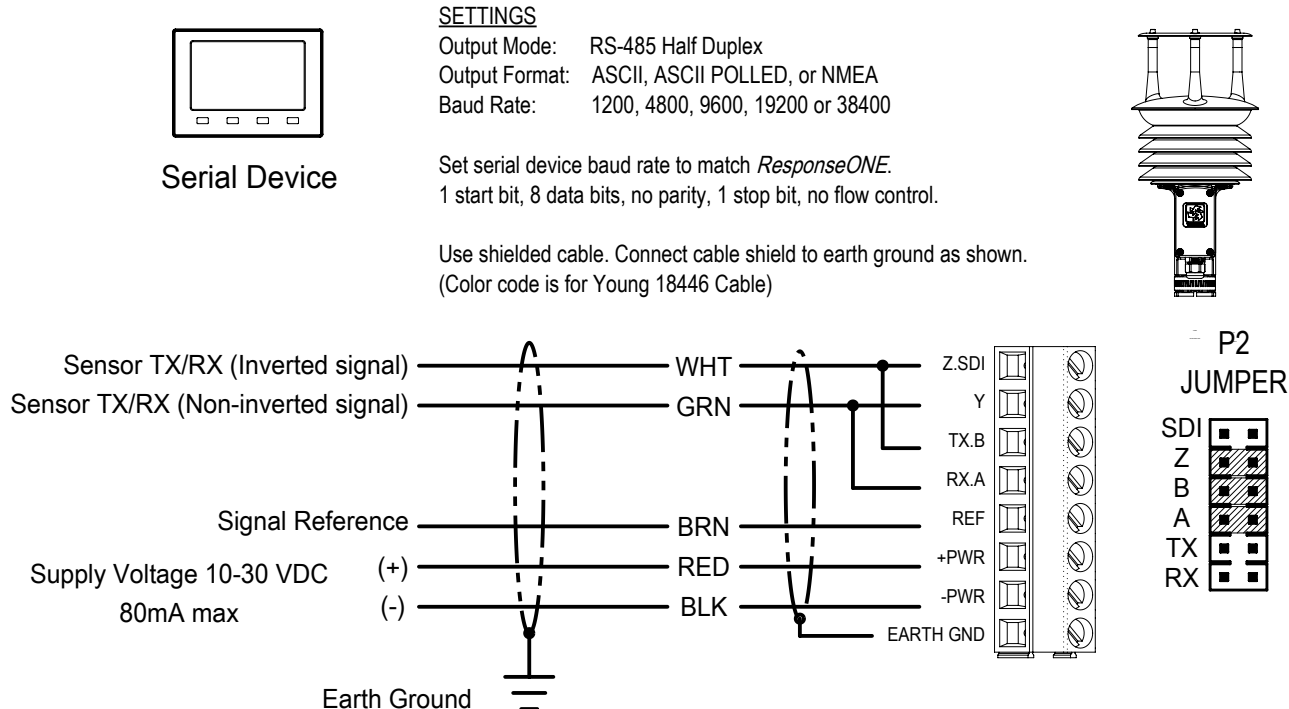 SETTINGS
Output Mode: RS-485 Half Duplex
Output Format: ASCII, ASCII POLLED, or NMEA
Baud Rate: 1200, 4800, 9600, 19200 or 38400
Serial Device
Set serial device baud rate to match ResponseONE.
1 start bit, 8 data bits, no parity, 1 stop bit, no flow control.
Use shielded cable. Connect cable shield to earth ground as shown.
(Color code is for Young 18446 Cable)
Sensor TX/RX (Inverted signal)
WHT
Z.SDI
Sensor TX/RX (Non-inverted signal)
GRN
Y
TX.B
RX.A
Signal Reference
BRN
REF
Supply Voltage 10-30 VDC
80mA max
(+)
RED
+PWR
(-)
BLK
-PWR
EARTH GND
Earth Ground
P2
JUMPER
SDI
Z
B
A
TX
RX